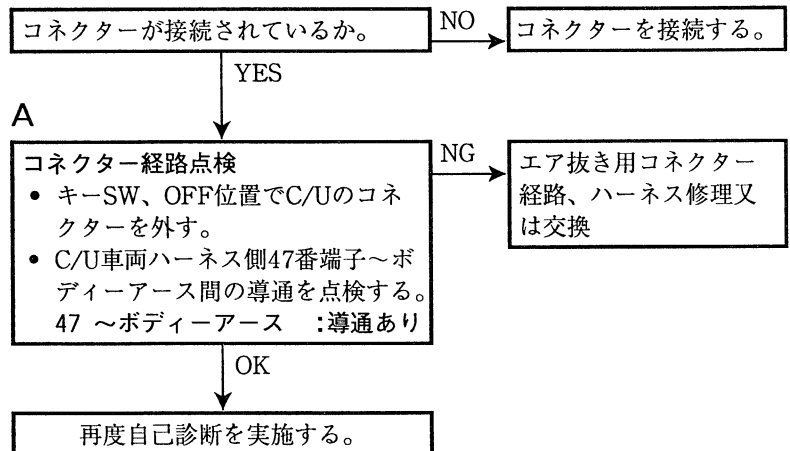 コネクターが接続されているか。
NO
コネクターを接続する。
YES
A
コネクター経路点検
• キーSW、OFF位置でC/Uのコネ
クターを外す。
• C/U車両ハーネス側47番端子～ボ
ディーアース間の導通を点検する。
47 ～ボディーアース :導通あり
NG
エア抜き用コネクター
経路、ハーネス修理又
は交換
OK
再度自己診断を実施する。